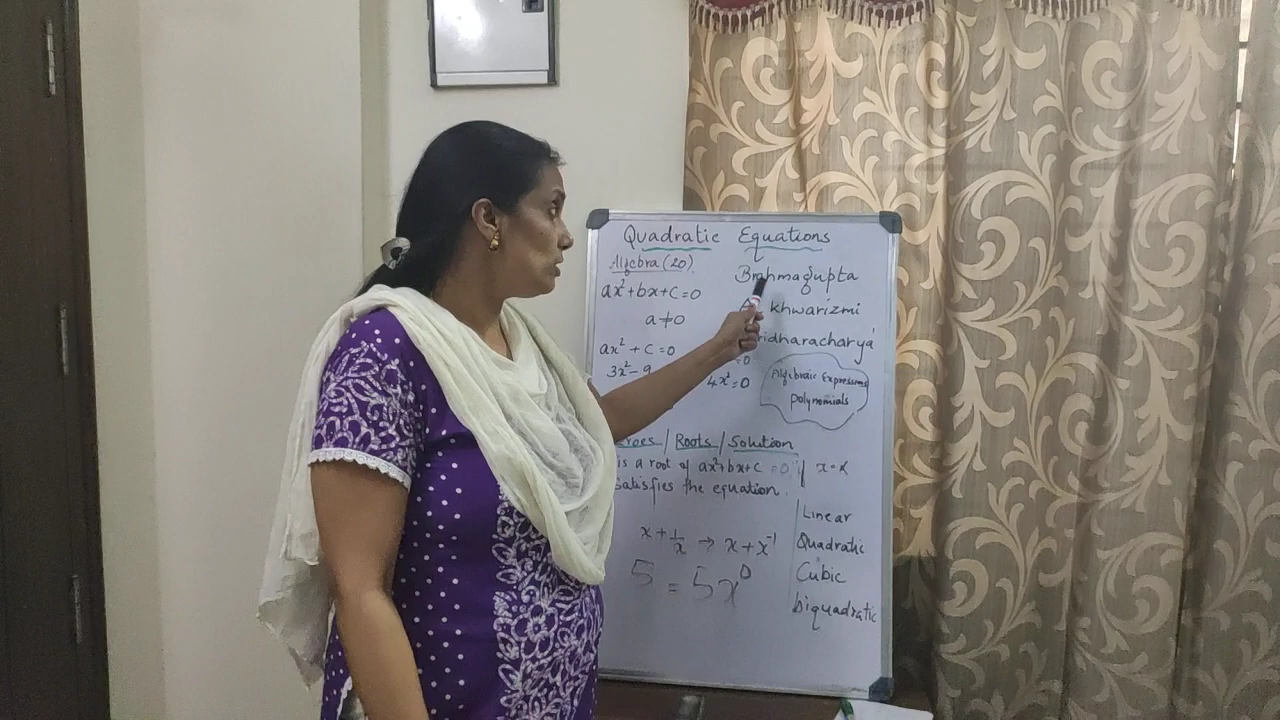 Quadratic Equations
Algebra (20)
Brahmagupta
ax²+bx+c=0
khwarizmi
a≠0
ridharacharya
ax² + c=0
=0
3x²-9
4x²=0
Algebraic Expressions
polynomials
eroes / Roots / Solution
is a root of ax²+bx+c=0 x=α
satisfies the equation.
x + 1/x → x + x⁻¹
5 = 5x⁰
Linear
Quadratic
Cubic
biquadratic